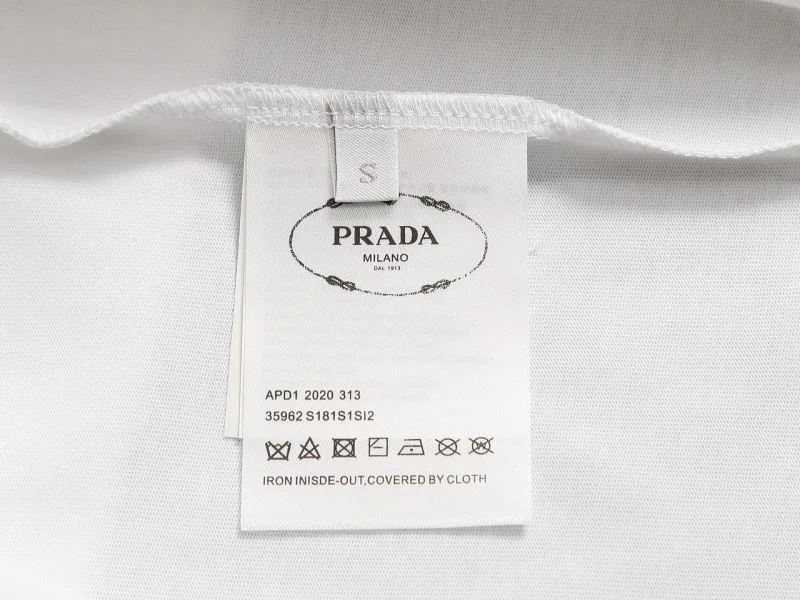 S
PRADA
MILANO
DAL 1913
APD1 2020 313
35962 S181S1SI2
IRON INISDE-OUT,COVERED BY CLOTH